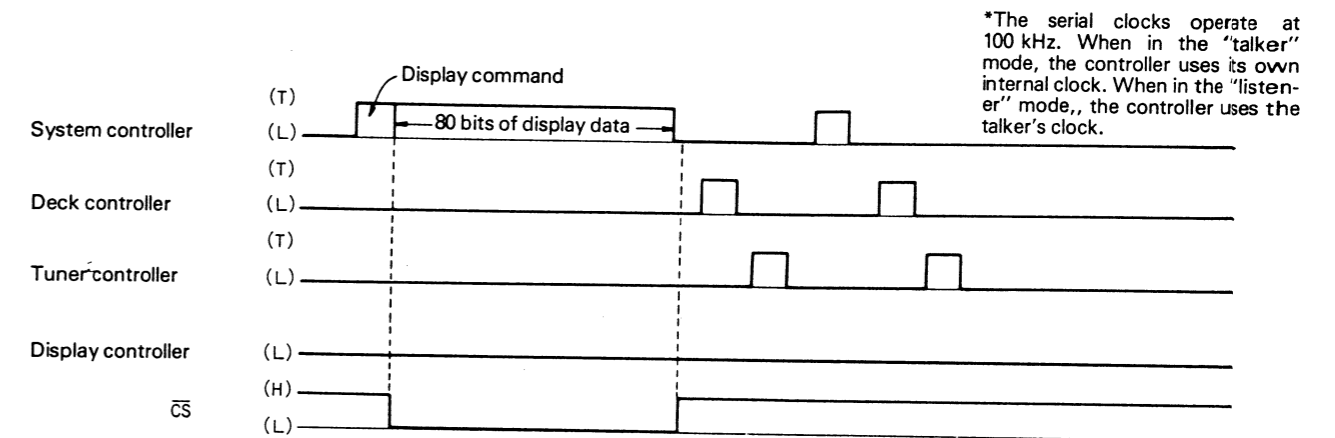 *The serial clocks operate at
100 kHz. When in the "talker"
mode, the controller uses its own
internal clock. When in the "listen-
er" mode,, the controller uses the
talker's clock.
Display command
(T)
System controller (L) 80 bits of display data
(T)
Deck controller (L)
(T)
Tuner controller (L)
Display controller (L)
(H)
C̅S̅
(L)